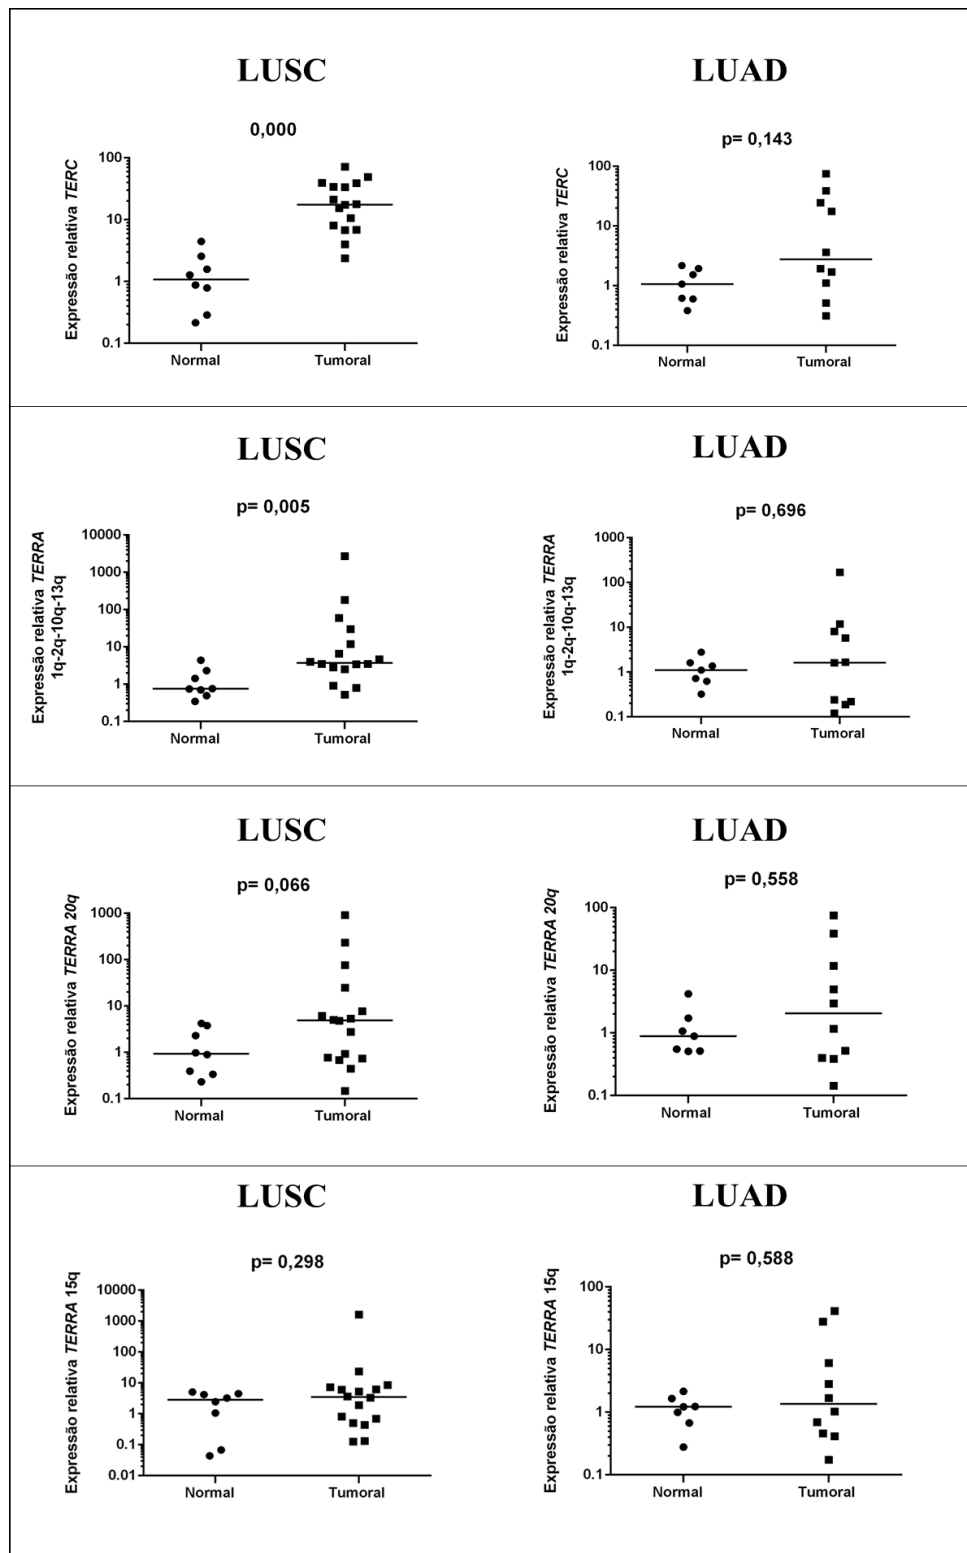 LUSC
0,000
Expressão relativa TERC
100
10
1
0.1
Normal
Tumoral
LUAD
p= 0,143
Expressão relativa TERC
100
10
1
0.1
Normal
Tumoral
LUSC
p= 0,005
Expressão relativa TERRA
1q-2q-10q-13q
10000
1000
100
10
1
0.1
Normal
Tumoral
LUAD
p= 0,696
Expressão relativa TERRA
1q-2q-10q-13q
1000
100
10
1
0.1
Normal
Tumoral
LUSC
p= 0,066
Expressão relativa TERRA 20q
1000
100
10
1
0.1
Normal
Tumoral
LUAD
p= 0,558
Expressão relativa TERRA 20q
100
10
1
0.1
Normal
Tumoral
LUSC
p= 0,298
Expressão relativa TERRA 15q
10000
1000
100
10
1
0.1
0.01
Normal
Tumoral
LUAD
p= 0,588
Expressão relativa TERRA 15q
100
10
1
0.1
Normal
Tumoral